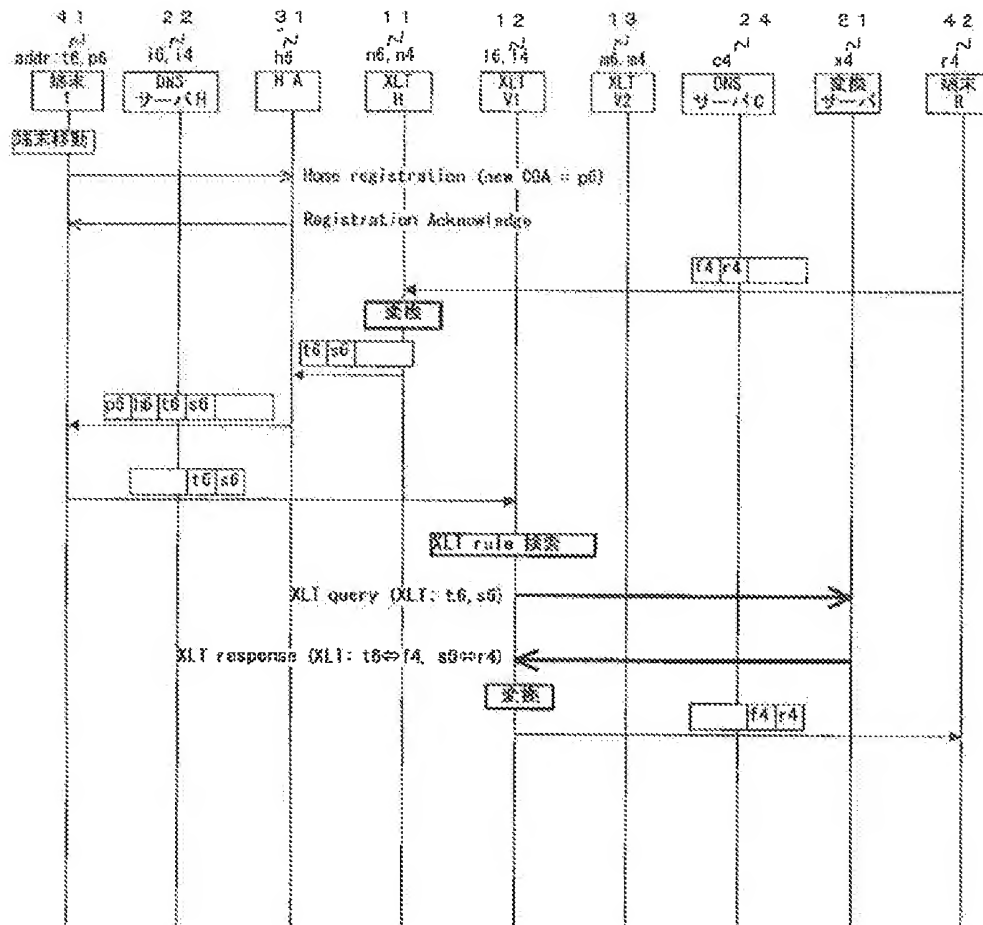 41 22 31 11 12 13 24 21 42
addr:t6,p6 i6,i4 h6 n6,n4 l6,l4 m6,m4 c4 x4 r4
端末 DNS HA XLT XLT XLT DNS 変換 端末
サーバH H V1 V2 サーバC サーバ R
端末移動
Home registration (new COA = p6)
Registration Acknowledge
f4 r4
変換
t6 s6
p6 h6 t6 s6
t6 s6
XLT rule 検索
XLT query (XLT: t6,s6)
XLT response (XLT: t6⇔f4, s6⇔r4)
変換
f4 r4